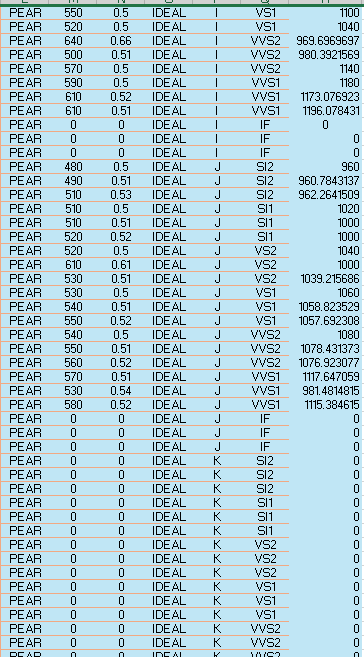 PEAR 550 0.5 IDEAL I VS1 1100
PEAR 520 0.5 IDEAL I VS1 1040
PEAR 640 0.66 IDEAL I VVS2 969.6969697
PEAR 500 0.51 IDEAL I VVS2 980.3921569
PEAR 570 0.5 IDEAL I VVS2 1140
PEAR 590 0.5 IDEAL I VVS1 1180
PEAR 610 0.52 IDEAL I VVS1 1173.076923
PEAR 610 0.51 IDEAL I VVS1 1196.078431
PEAR 0 0 IDEAL I IF 0
PEAR 0 0 IDEAL I IF 0
PEAR 0 0 IDEAL I IF 0
PEAR 480 0.5 IDEAL J SI2 960
PEAR 490 0.51 IDEAL J SI2 960.7843137
PEAR 510 0.53 IDEAL J SI2 962.2641509
PEAR 510 0.5 IDEAL J SI1 1020
PEAR 510 0.51 IDEAL J SI1 1000
PEAR 520 0.52 IDEAL J SI1 1000
PEAR 520 0.5 IDEAL J VS2 1040
PEAR 610 0.61 IDEAL J VS2 1000
PEAR 530 0.51 IDEAL J VS2 1039.215686
PEAR 530 0.5 IDEAL J VS1 1060
PEAR 540 0.51 IDEAL J VS1 1058.823529
PEAR 550 0.52 IDEAL J VS1 1057.692308
PEAR 540 0.5 IDEAL J VVS2 1080
PEAR 550 0.51 IDEAL J VVS2 1078.431373
PEAR 560 0.52 IDEAL J VVS2 1076.923077
PEAR 570 0.51 IDEAL J VVS1 1117.647059
PEAR 530 0.54 IDEAL J VVS1 981.4814815
PEAR 580 0.52 IDEAL J VVS1 1115.384615
PEAR 0 0 IDEAL J IF 0
PEAR 0 0 IDEAL J IF 0
PEAR 0 0 IDEAL J IF 0
PEAR 0 0 IDEAL K SI2 0
PEAR 0 0 IDEAL K SI2 0
PEAR 0 0 IDEAL K SI2 0
PEAR 0 0 IDEAL K SI1 0
PEAR 0 0 IDEAL K SI1 0
PEAR 0 0 IDEAL K SI1 0
PEAR 0 0 IDEAL K VS2 0
PEAR 0 0 IDEAL K VS2 0
PEAR 0 0 IDEAL K VS2 0
PEAR 0 0 IDEAL K VS1 0
PEAR 0 0 IDEAL K VS1 0
PEAR 0 0 IDEAL K VS1 0
PEAR 0 0 IDEAL K VVS2 0
PEAR 0 0 IDEAL K VVS2 0
PEAR 0 0 IDEAL K VVS2 0